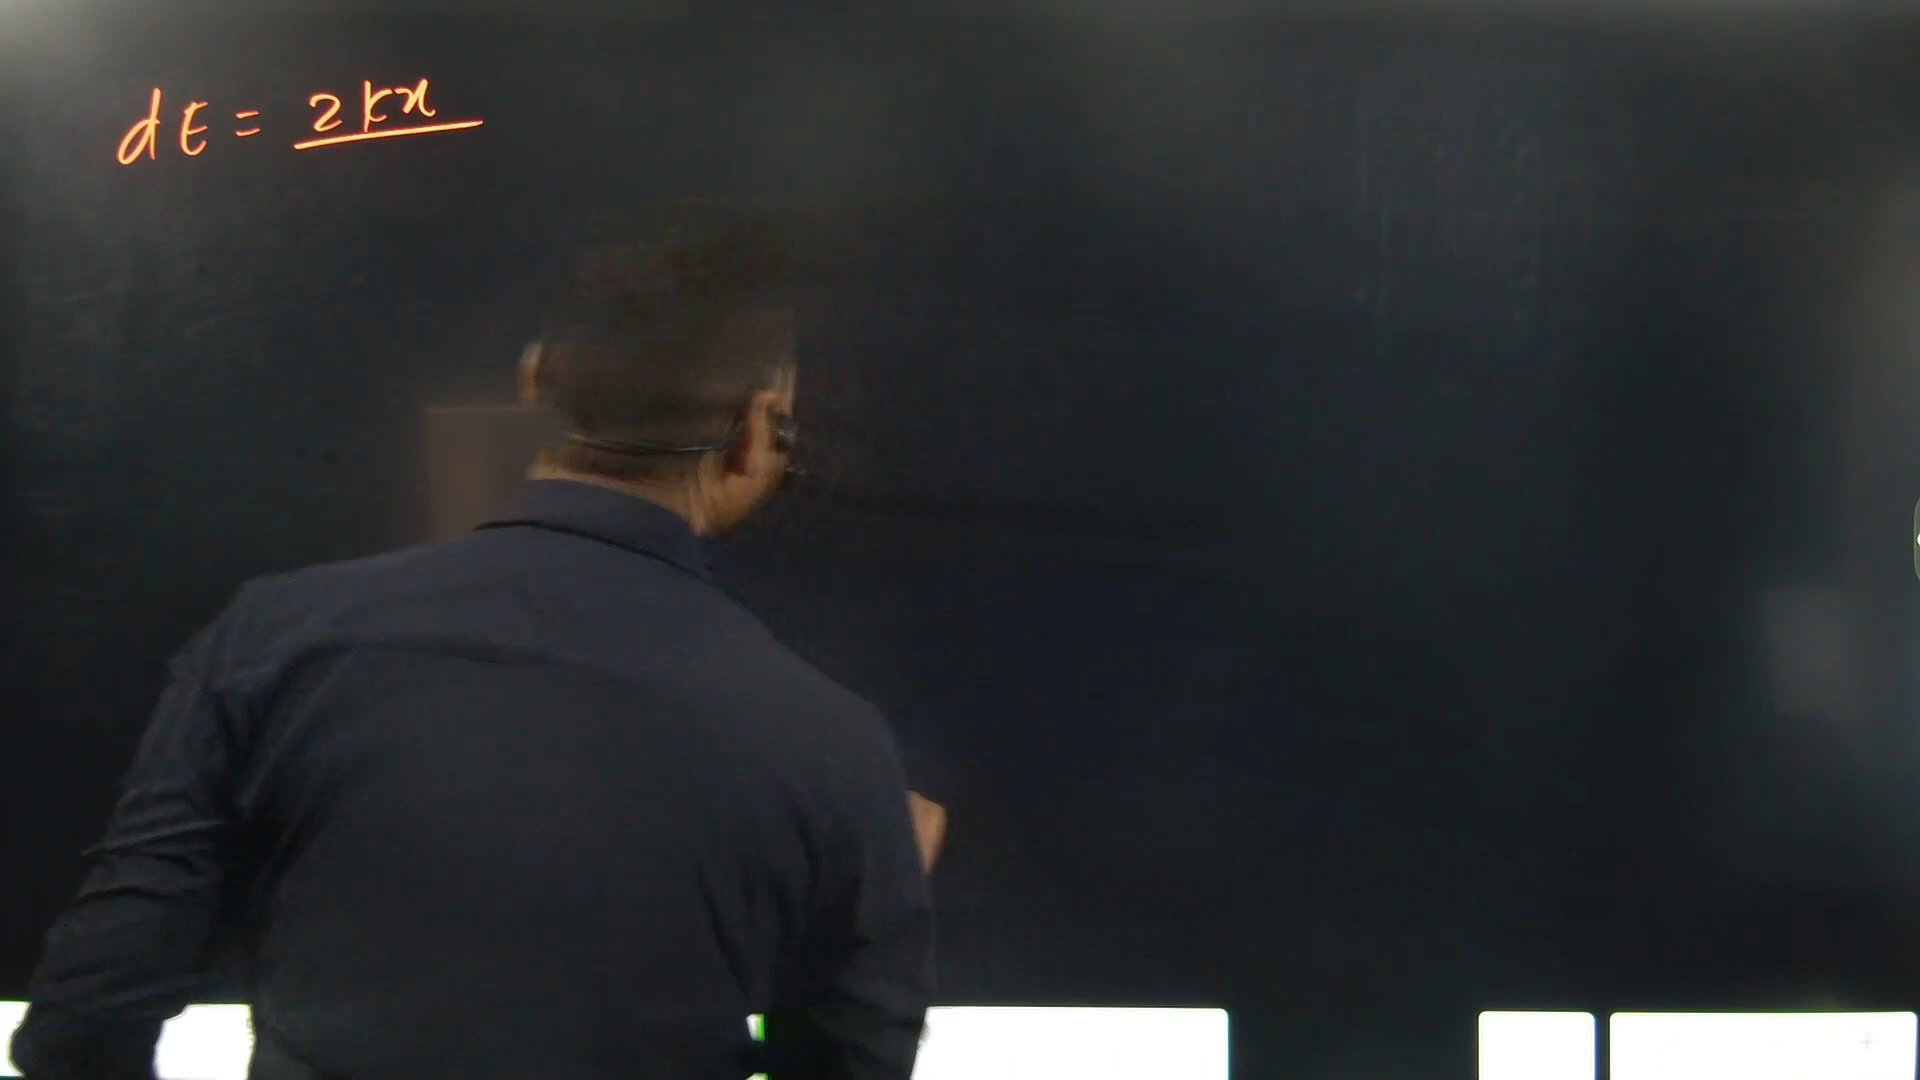 dE = 2kx